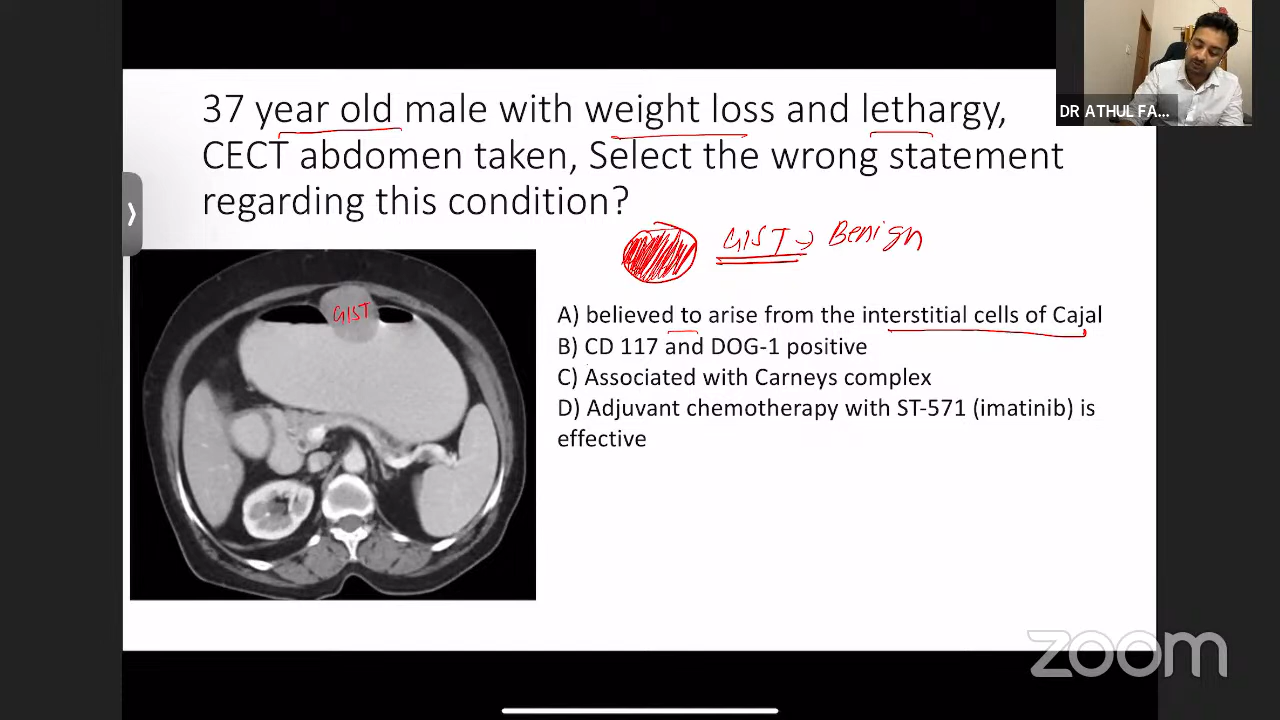 DR ATHUL FA...
37 year old male with weight loss and lethargy,
CECT abdomen taken, Select the wrong statement
regarding this condition?
GIST → Benign
GIST
A) believed to arise from the interstitial cells of Cajal
B) CD 117 and DOG-1 positive
C) Associated with Carneys complex
D) Adjuvant chemotherapy with ST-571 (imatinib) is
effective
zoom